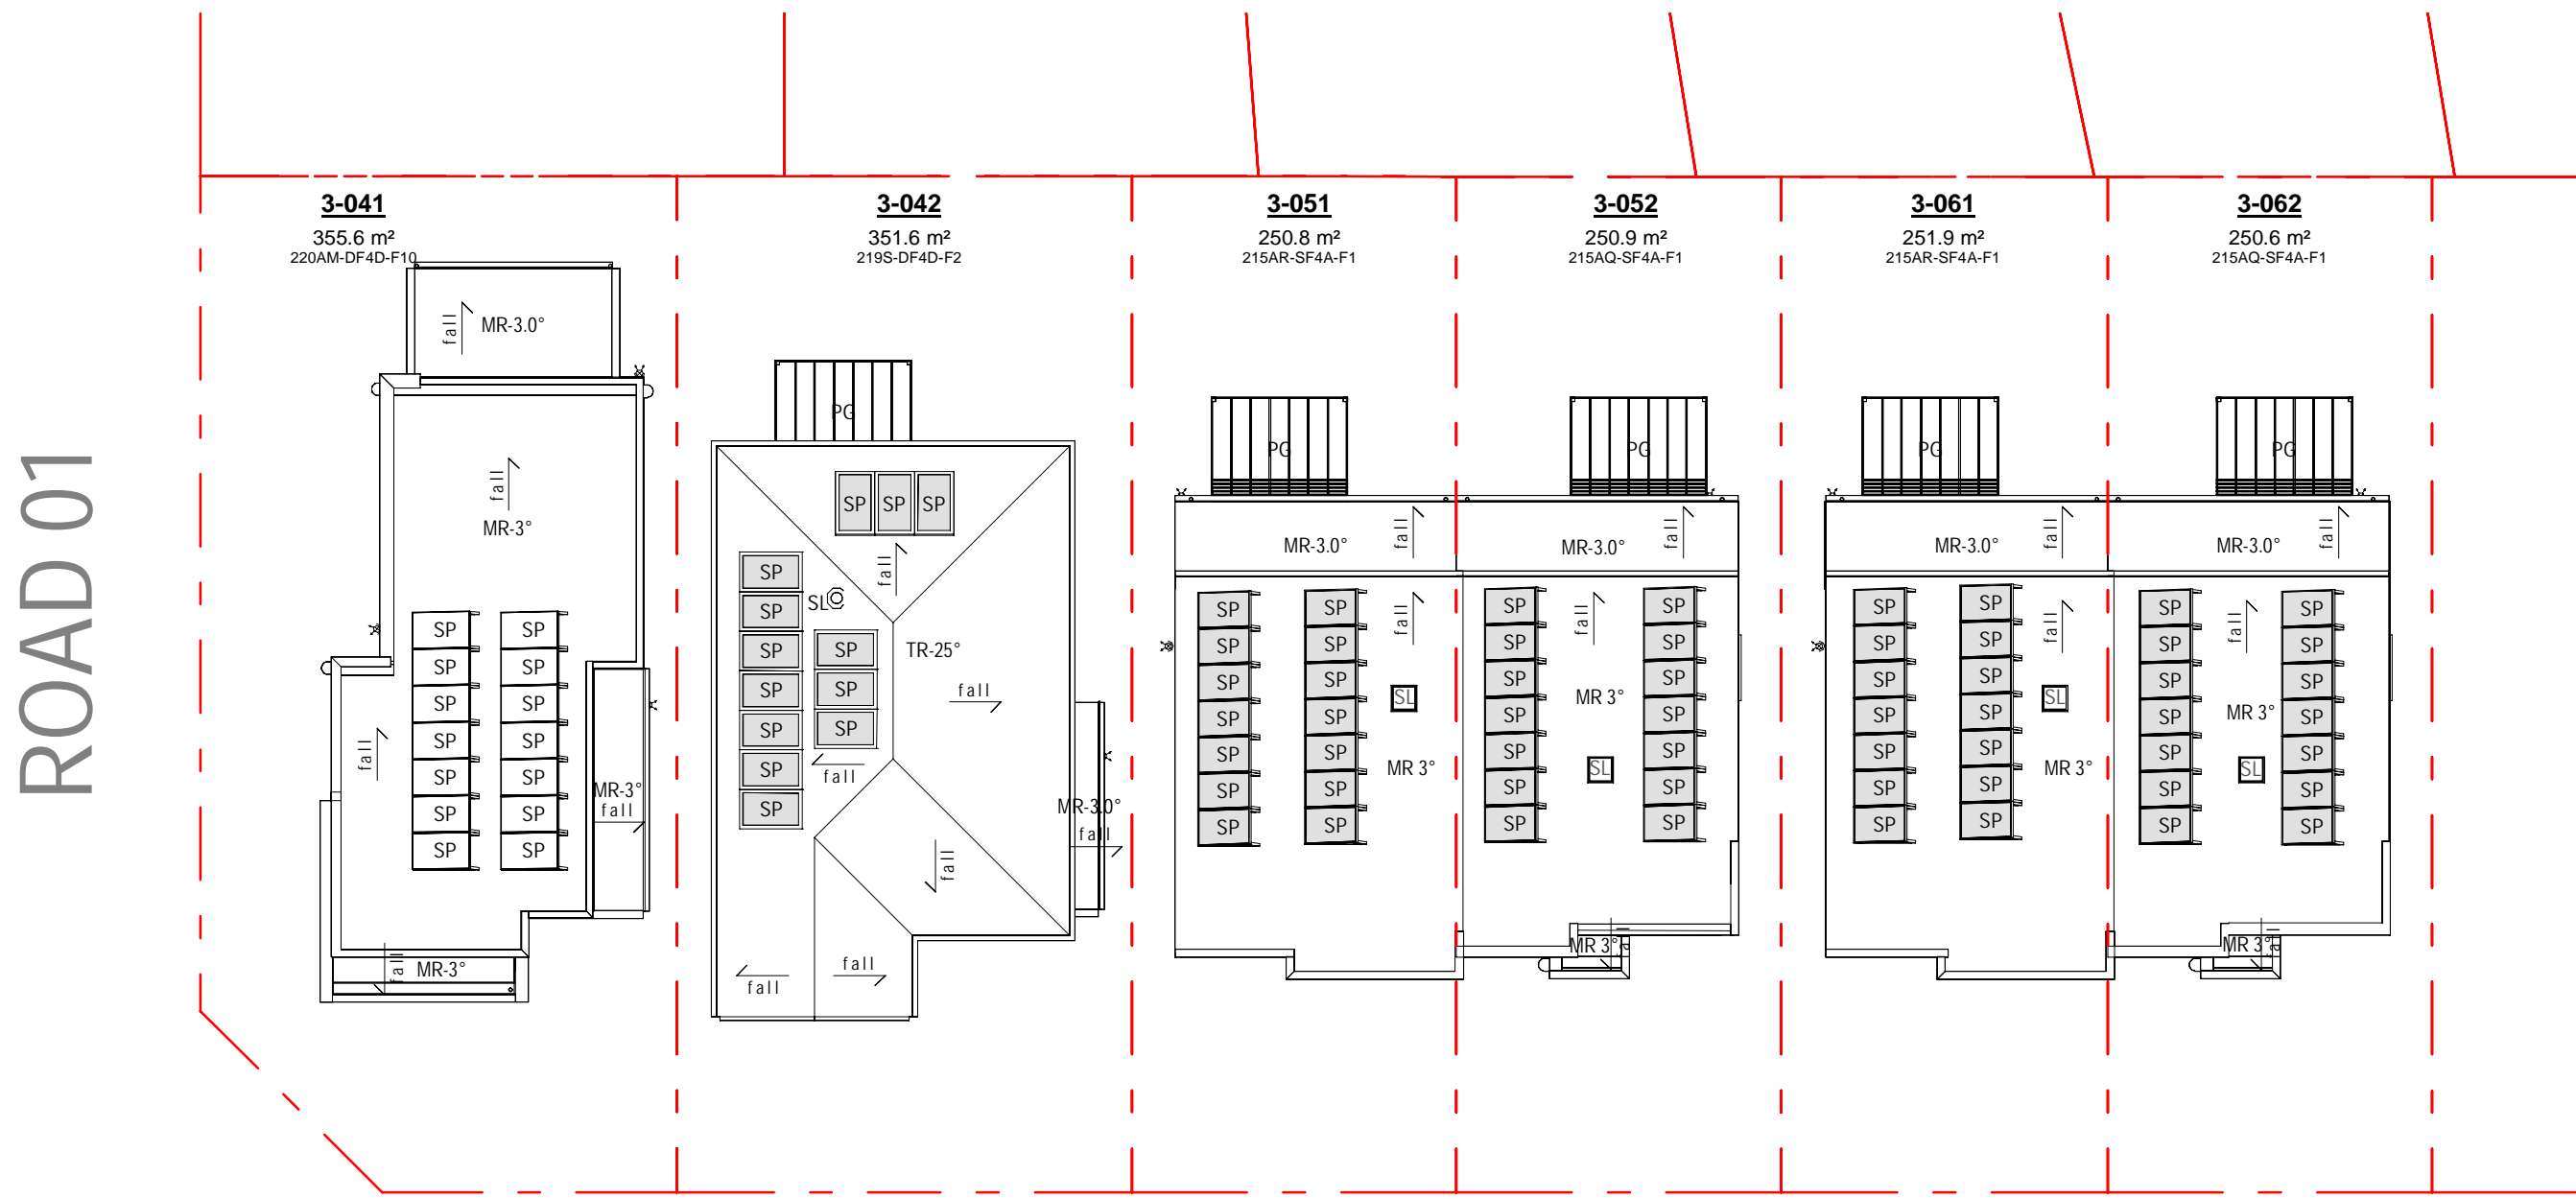 ROAD 01
3-041
355.6 m²
220AM-DF4D-F10
fall
MR-3.0°
fall
MR-3°
SP SP
SP SP
SP SP
fall
SP SP
SP SP
SP SP
SP SP
MR-3°
fall
fall
MR-3°
3-042
351.6 m²
219S-DF4D-F2
PG
SP SP SP
fall
SP
SP
SL
SP
SP
SP
SP
SP
SP
SP
SP
TR-25°
fall
fall
fall
MR-3.0°
fall
fall
fall
3-051
250.8 m²
215AR-SF4A-F1
PG
MR-3.0°
fall
SP SP
fall
SP SP
SP SP
SL
SP SP
SP SP
MR 3°
SP SP
SP SP
3-052
250.9 m²
215AQ-SF4A-F1
PG
MR-3.0°
fall
SP SP
fall
SP SP
SP SP
MR 3°
SP SP
SP SP
SL
SP SP
SP SP
MR 3°
fall
3-061
251.9 m²
215AR-SF4A-F1
PG
MR-3.0°
fall
SP SP
fall
SP SP
SP SP
SL
SP SP
SP SP
MR 3°
SP SP
SP SP
3-062
250.6 m²
215AQ-SF4A-F1
PG
MR-3.0°
fall
SP SP
fall
SP SP
SP SP
MR 3°
SP SP
SP SP
SL
SP SP
SP SP
MR 3°
fall